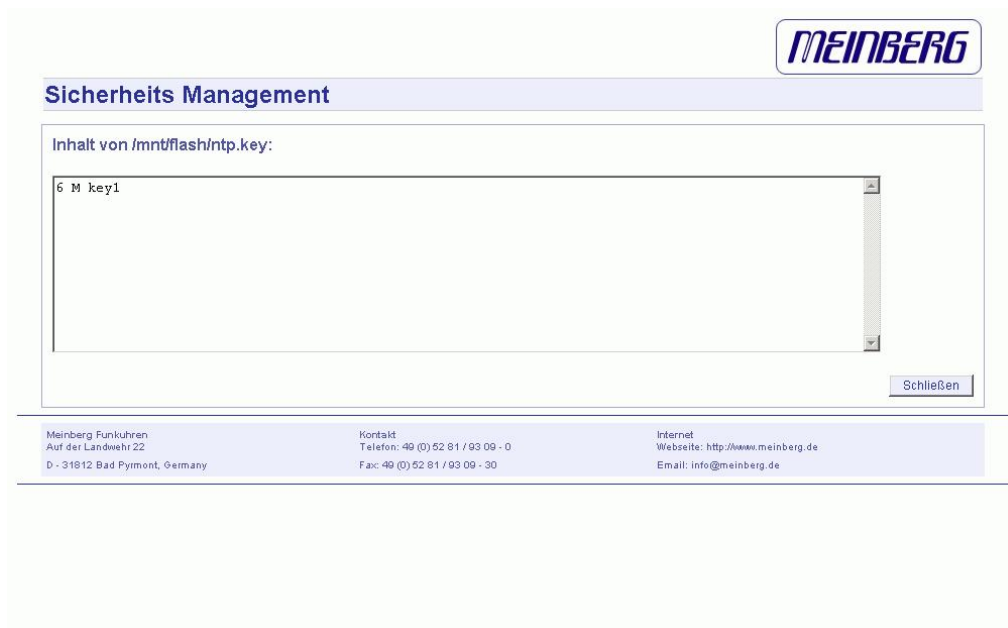 MEINBERG
Sicherheits Management
Inhalt von /mnt/flash/ntp.key:
6 M key1
Schließen
Meinberg Funkuhren
Auf der Landwehr 22
D - 31812 Bad Pyrmont, Germany
Kontakt
Telefon: 49 (0) 52 81 / 93 09 - 0
Fax: 49 (0) 52 81 / 93 09 - 30
Internet
Webseite: http://www.meinberg.de
Email: info@meinberg.de